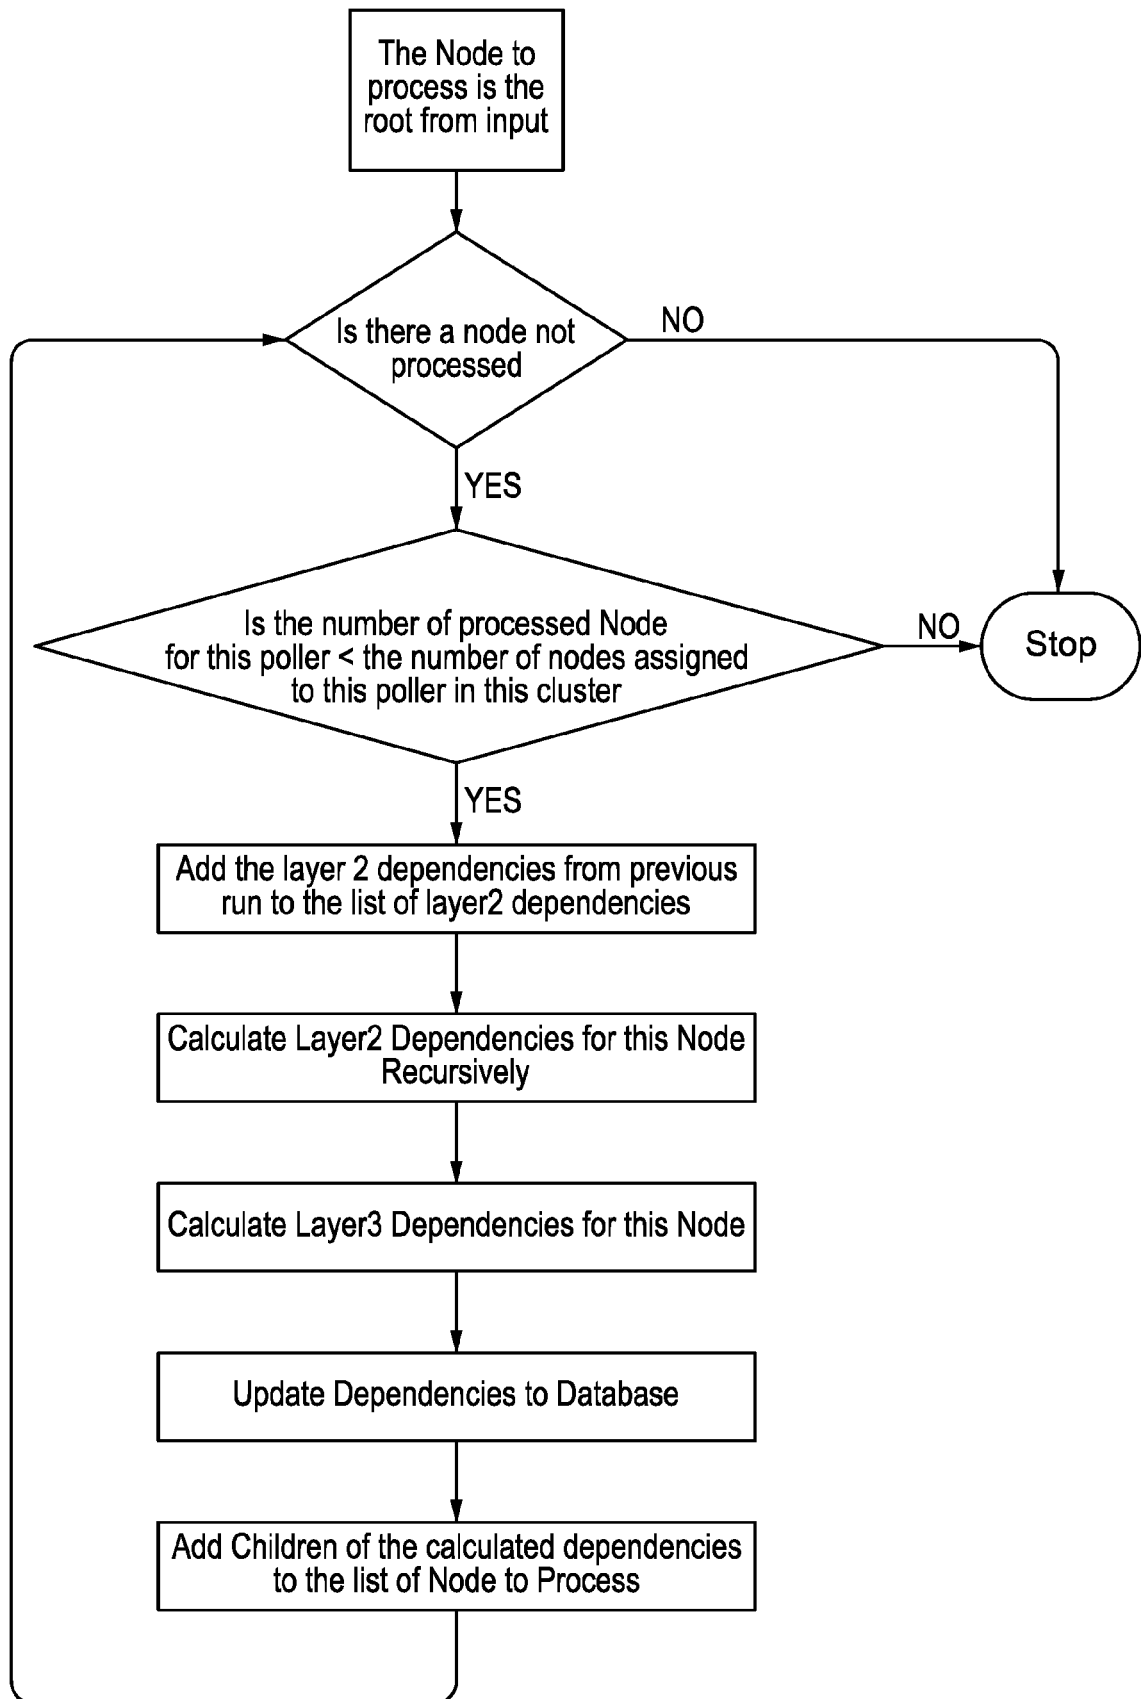 The Node to
process is the
root from input
Is there a node not
processed
NO
YES
Is the number of processed Node
for this poller < the number of nodes assigned
to this poller in this cluster
NO
Stop
YES
Add the layer 2 dependencies from previous
run to the list of layer2 dependencies
Calculate Layer2 Dependencies for this Node
Recursively
Calculate Layer3 Dependencies for this Node
Update Dependencies to Database
Add Children of the calculated dependencies
to the list of Node to Process